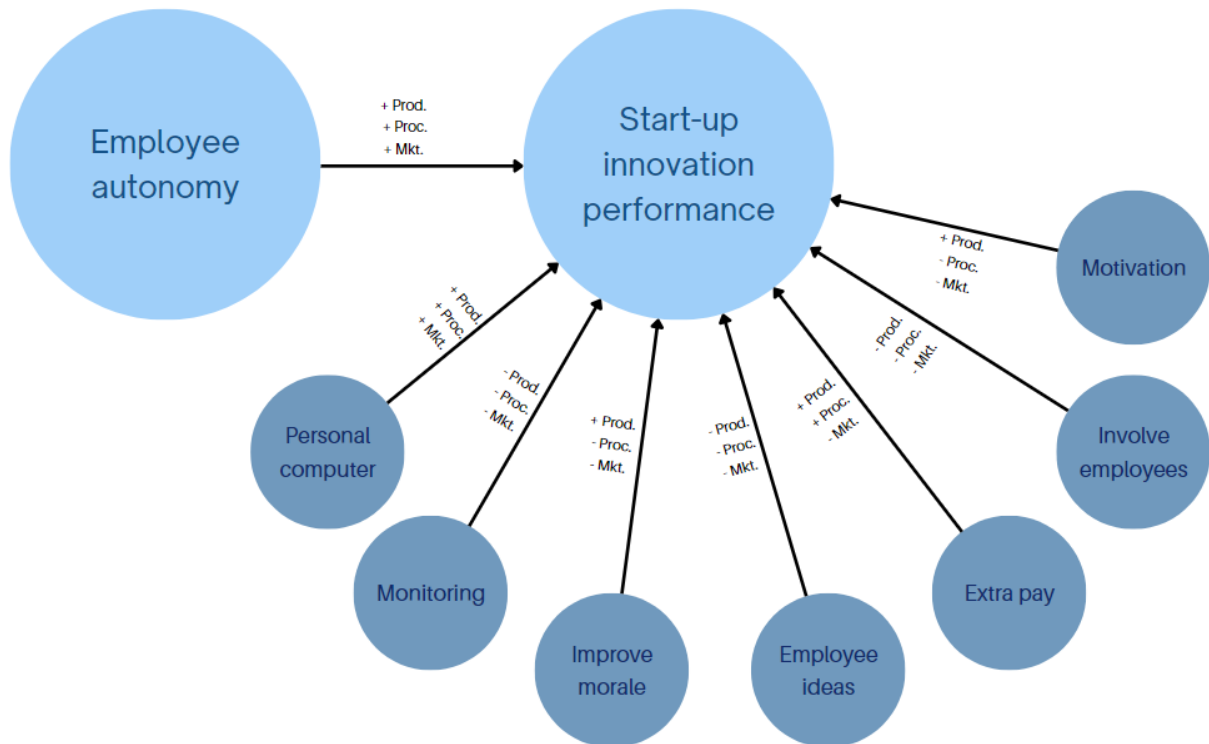 Employee
autonomy
+ Prod.
+ Proc.
+ Mkt.
Start-up
innovation
performance
+ Prod.
- Proc.
- Mkt.
Motivation
+ Prod.
+ Proc.
+ Mkt.
Personal
computer
- Prod.
- Proc.
- Mkt.
Monitoring
+ Prod.
- Proc.
- Mkt.
Improve
morale
- Prod.
- Proc.
- Mkt.
Employee
ideas
+ Prod.
+ Proc.
- Mkt.
Extra pay
- Prod.
- Proc.
- Mkt.
Involve
employees